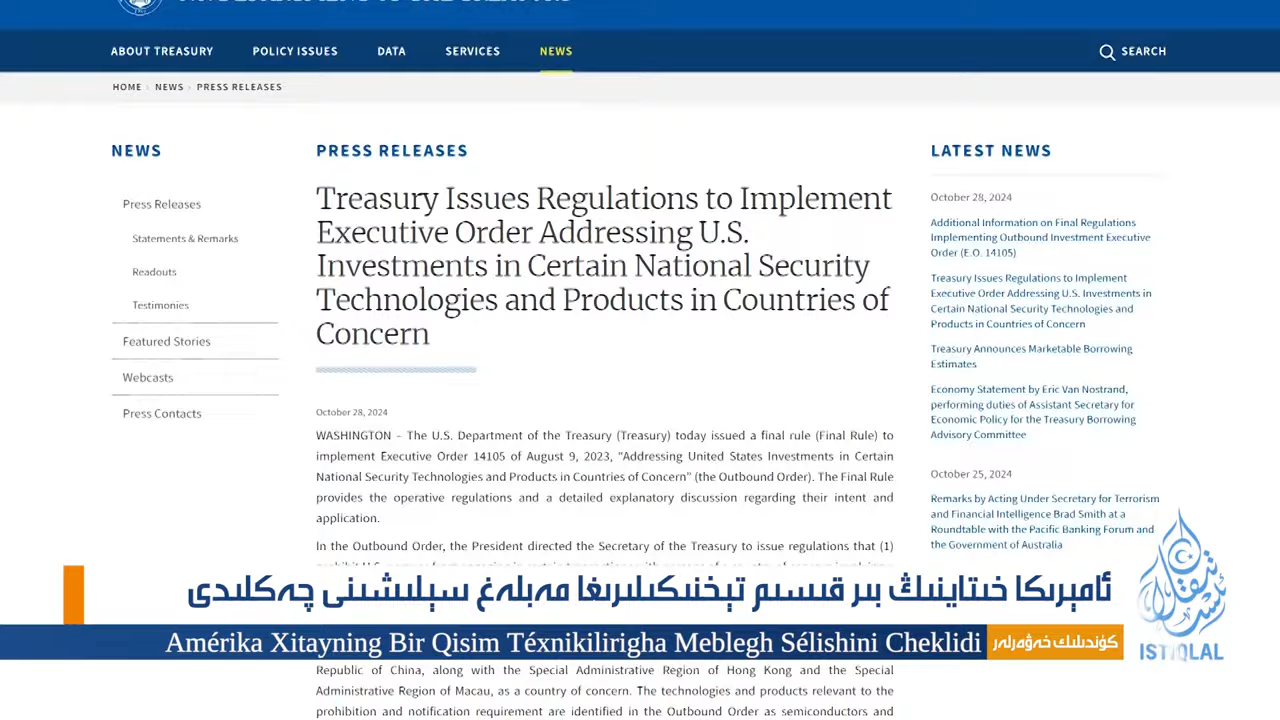 ABOUT TREASURY
POLICY ISSUES
DATA
SERVICES
NEWS
SEARCH
HOME
NEWS
PRESS RELEASES
NEWS
Press Releases
Statements & Remarks
Readouts
Testimonies
Featured Stories
Webcasts
Press Contacts
PRESS RELEASES
Treasury Issues Regulations to Implement
Executive Order Addressing U.S.
Investments in Certain National Security
Technologies and Products in Countries of
Concern
October 28, 2024
WASHINGTON – The U.S. Department of the Treasury (Treasury) today issued a final rule (Final Rule) to
implement Executive Order 14105 of August 9, 2023, "Addressing United States Investments in Certain
National Security Technologies and Products in Countries of Concern" (the Outbound Order). The Final Rule
provides the operative regulations and a detailed explanatory discussion regarding their intent and
application.
In the Outbound Order, the President directed the Secretary of the Treasury to issue regulations that (1)
Republic of China, along with the Special Administrative Region of Hong Kong and the Special
Administrative Region of Macau, as a country of concern. The technologies and products relevant to the
prohibition and notification requirement are identified in the Outbound Order as semiconductors and
LATEST NEWS
October 28, 2024
Additional Information on Final Regulations
Implementing Outbound Investment Executive
Order (E.O. 14105)
Treasury Issues Regulations to Implement
Executive Order Addressing U.S. Investments in
Certain National Security Technologies and
Products in Countries of Concern
Treasury Announces Marketable Borrowing
Estimates
Economy Statement by Eric Van Nostrand,
performing duties of Assistant Secretary for
Economic Policy for the Treasury Borrowing
Advisory Committee
October 25, 2024
Remarks by Acting Under Secretary for Terrorism
and Financial Intelligence Brad Smith at a
Roundtable with the Pacific Banking Forum and
the Government of Australia
ئامېرىكا خىتاينىڭ بىر قىسىم تېخنىكىلىرىغا مەبلەغ سېلىشىنى چەكلىدى
Amérika Xitayning Bir Qisim Téxnikilirigha Meblegh Sélishini Cheklidi
كۈندىلىك خەۋەرلەر
ISTIQLAL